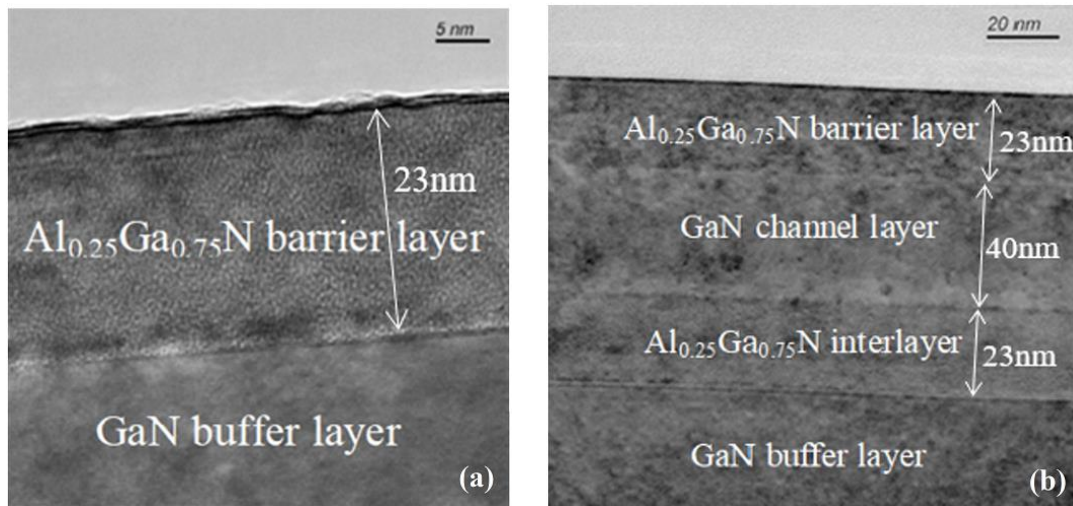 5 nm
23nm
Al₀.₂₅Ga₀.₇₅N barrier layer
GaN buffer layer
(a)
20 nm
Al₀.₂₅Ga₀.₇₅N barrier layer
23nm
GaN channel layer
40nm
Al₀.₂₅Ga₀.₇₅N interlayer
23nm
GaN buffer layer
(b)